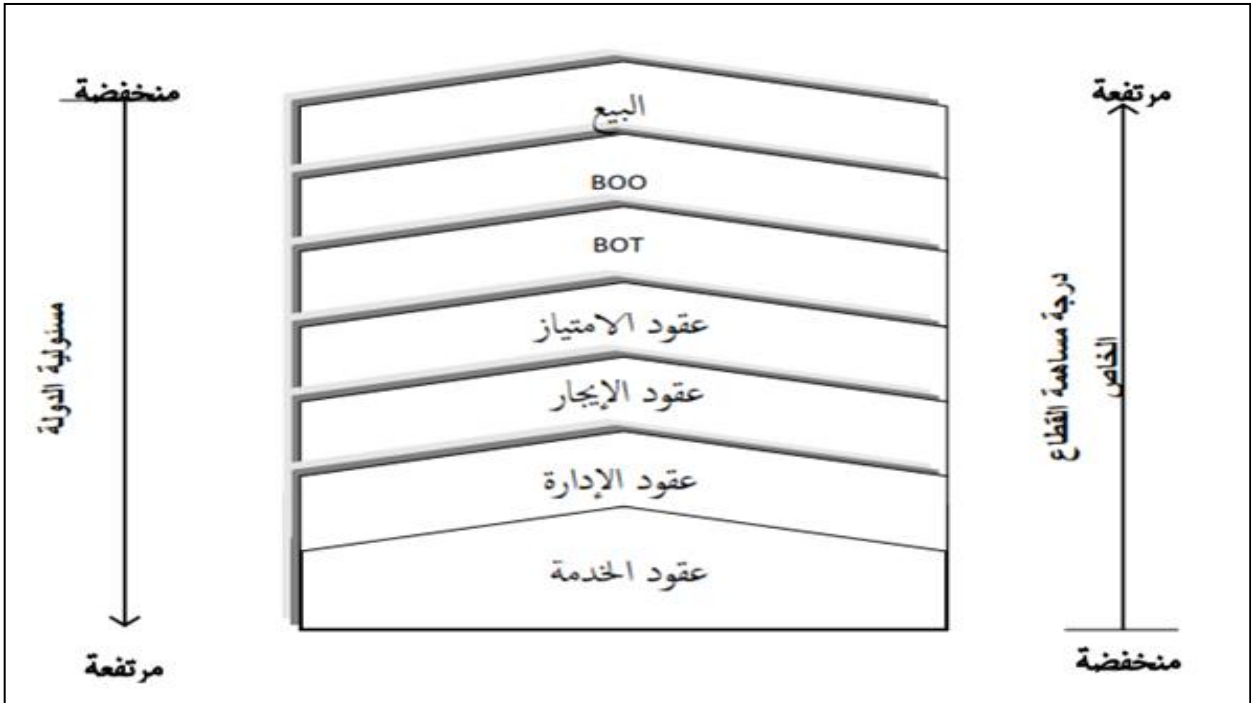 مرتفعة
منخفضة
البيع
BOO
BOT
عقود الامتياز
عقود الإيجار
عقود الإدارة
عقود الخدمة
درجة مساهمة القطاع
الخاص
مسئولية الدولة
منخفضة
مرتفعة